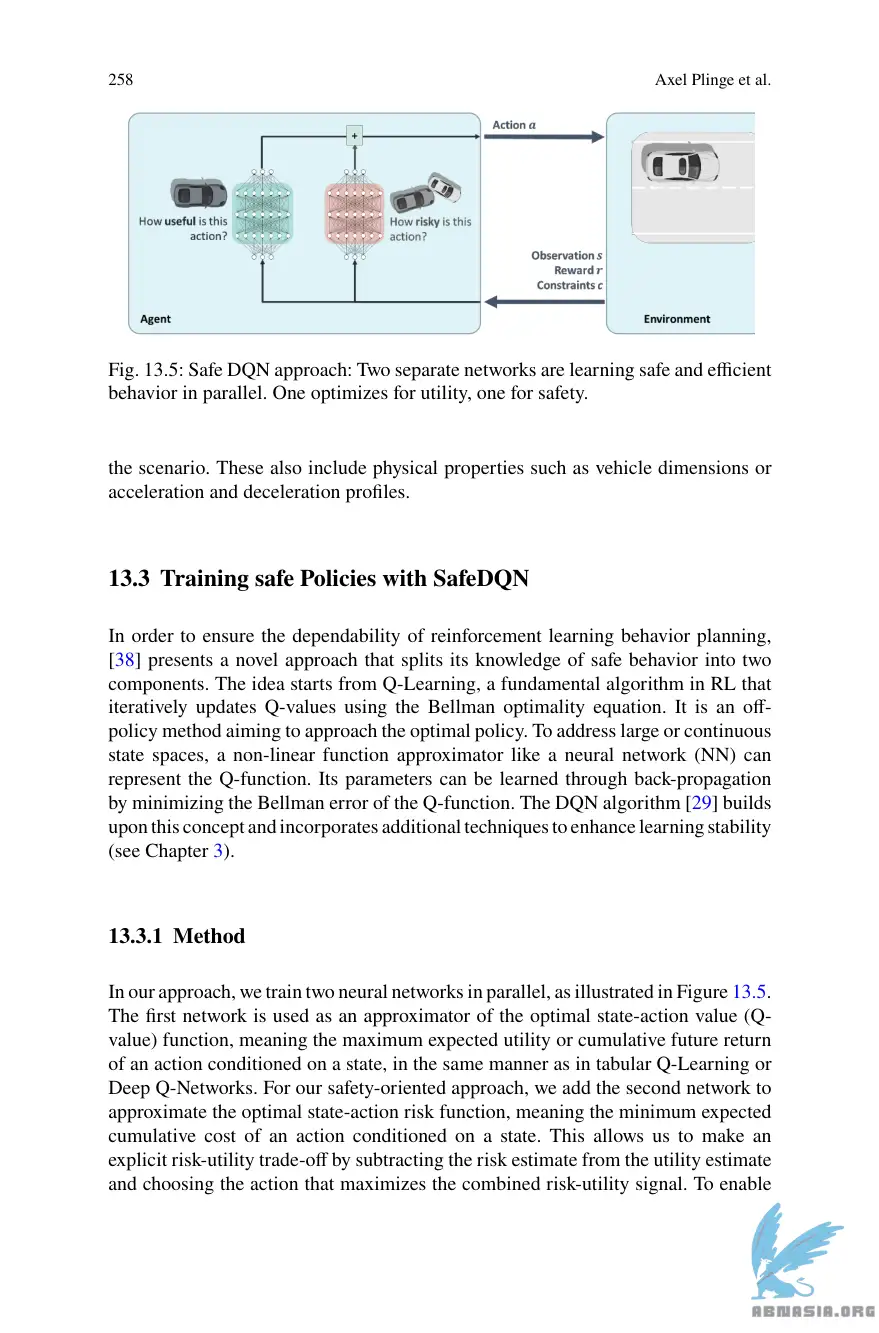 258
Axel Plinge et al.
Action a
+
How useful is this
action?
How risky is this
action?
Observation s
Reward r
Constraints c
Agent
Environment
Fig. 13.5: Safe DQN approach: Two separate networks are learning safe and efficient
behavior in parallel. One optimizes for utility, one for safety.
the scenario. These also include physical properties such as vehicle dimensions or
acceleration and deceleration profiles.
13.3 Training safe Policies with SafeDQN
In order to ensure the dependability of reinforcement learning behavior planning,
[38] presents a novel approach that splits its knowledge of safe behavior into two
components. The idea starts from Q-Learning, a fundamental algorithm in RL that
iteratively updates Q-values using the Bellman optimality equation. It is an off-
policy method aiming to approach the optimal policy. To address large or continuous
state spaces, a non-linear function approximator like a neural network (NN) can
represent the Q-function. Its parameters can be learned through back-propagation
by minimizing the Bellman error of the Q-function. The DQN algorithm [29] builds
upon this concept and incorporates additional techniques to enhance learning stability
(see Chapter 3).
13.3.1 Method
In our approach, we train two neural networks in parallel, as illustrated in Figure 13.5.
The first network is used as an approximator of the optimal state-action value (Q-
value) function, meaning the maximum expected utility or cumulative future return
of an action conditioned on a state, in the same manner as in tabular Q-Learning or
Deep Q-Networks. For our safety-oriented approach, we add the second network to
approximate the optimal state-action risk function, meaning the minimum expected
cumulative cost of an action conditioned on a state. This allows us to make an
explicit risk-utility trade-off by subtracting the risk estimate from the utility estimate
and choosing the action that maximizes the combined risk-utility signal. To enable
ABNASIA.ORG